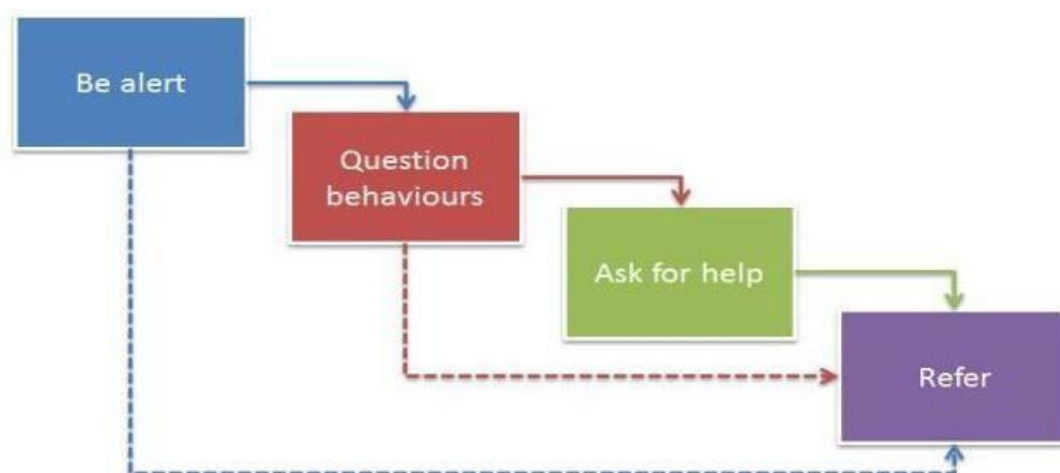 Be alert
Question
behaviours
Ask for help
Refer